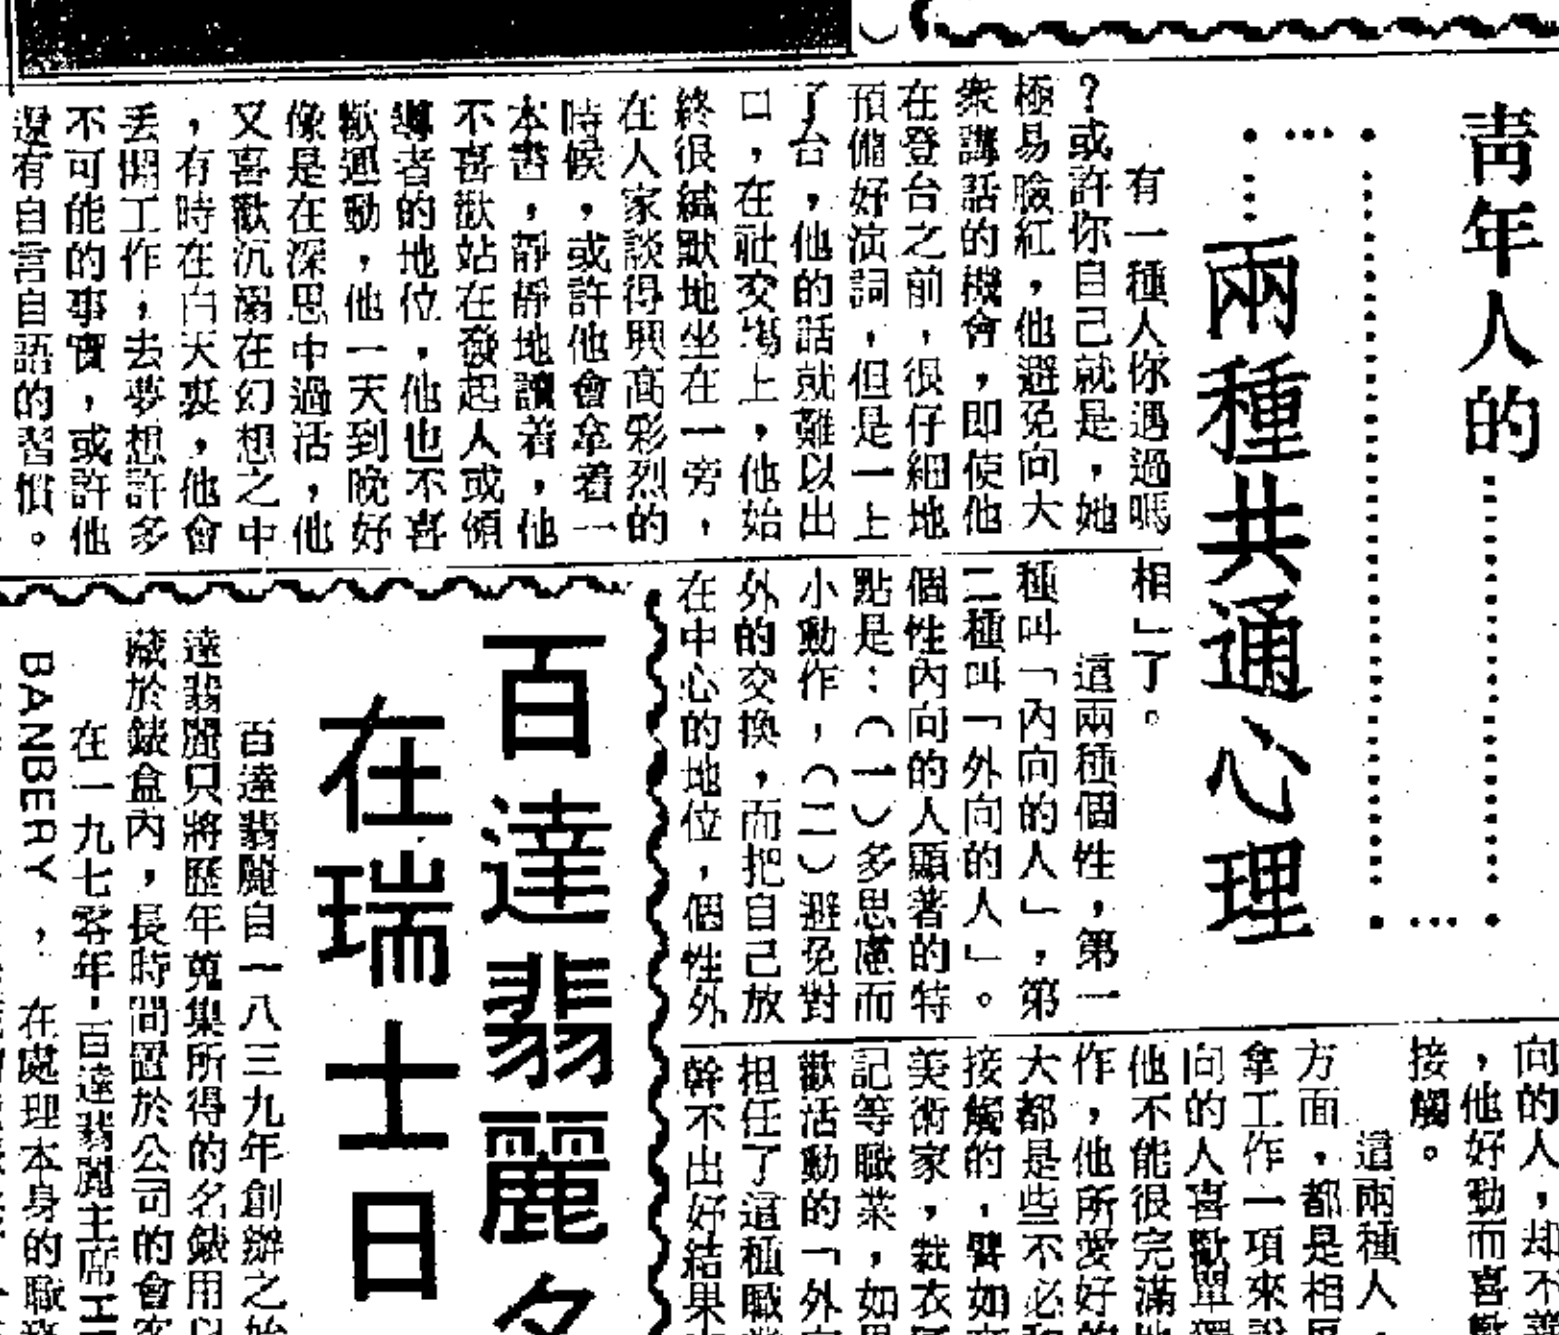 青年人的
兩種共通心理
有一種人你遇過嗎
？或許你自己就是，她
極易臉紅，他避免向大
衆講話的機會，即使他
在登台之前，很仔細地
預備好演詞，但是一上
了台，他的話就難以出
口，在社交塲上，他始
終很緘默地坐在一旁，
在人家談得興高彩烈的
時候，或許他會拿着一
本書，靜靜地讀着，他
不喜歡站在發起人或領
導者的地位，他也不喜
歡運動，他一天到晚好
像是在深思中過活，他
又喜歡沉溺在幻想之中
，有時在白天裏，他會
丢開工作，去夢想許多
不可能的事實，或許他
還有自言自語的習慣。
相」了。
這兩種個性，第一
種叫「內向的人」，第
二種叫「外向的人」。
個性內向的人顯著的特
點是：（一）多思慮而
小動作，（二）避免對
外的交換，而把自己放
在中心的地位，個性外
向的人，却不
，他好動而喜歡
接觸。
這兩種人，
方面，都是相
拿工作一項來說
向的人喜歡單獨
他不能很完滿
作，他所愛好的
大都是些不必
接觸的，譬如
美術家，裁衣
記等職業，如
歡活動的「外
担任了這種職業
幹不出好結果
百達翡麗
在瑞士日
百達翡麗自一八三九年創辦之始
達翡麗只將歷年蒐集所得的名錶用以
藏於錶盒內，長時間置於公司的會客
在一九七零年，百達翡麗主席
BANBERY，在處理本身的職務